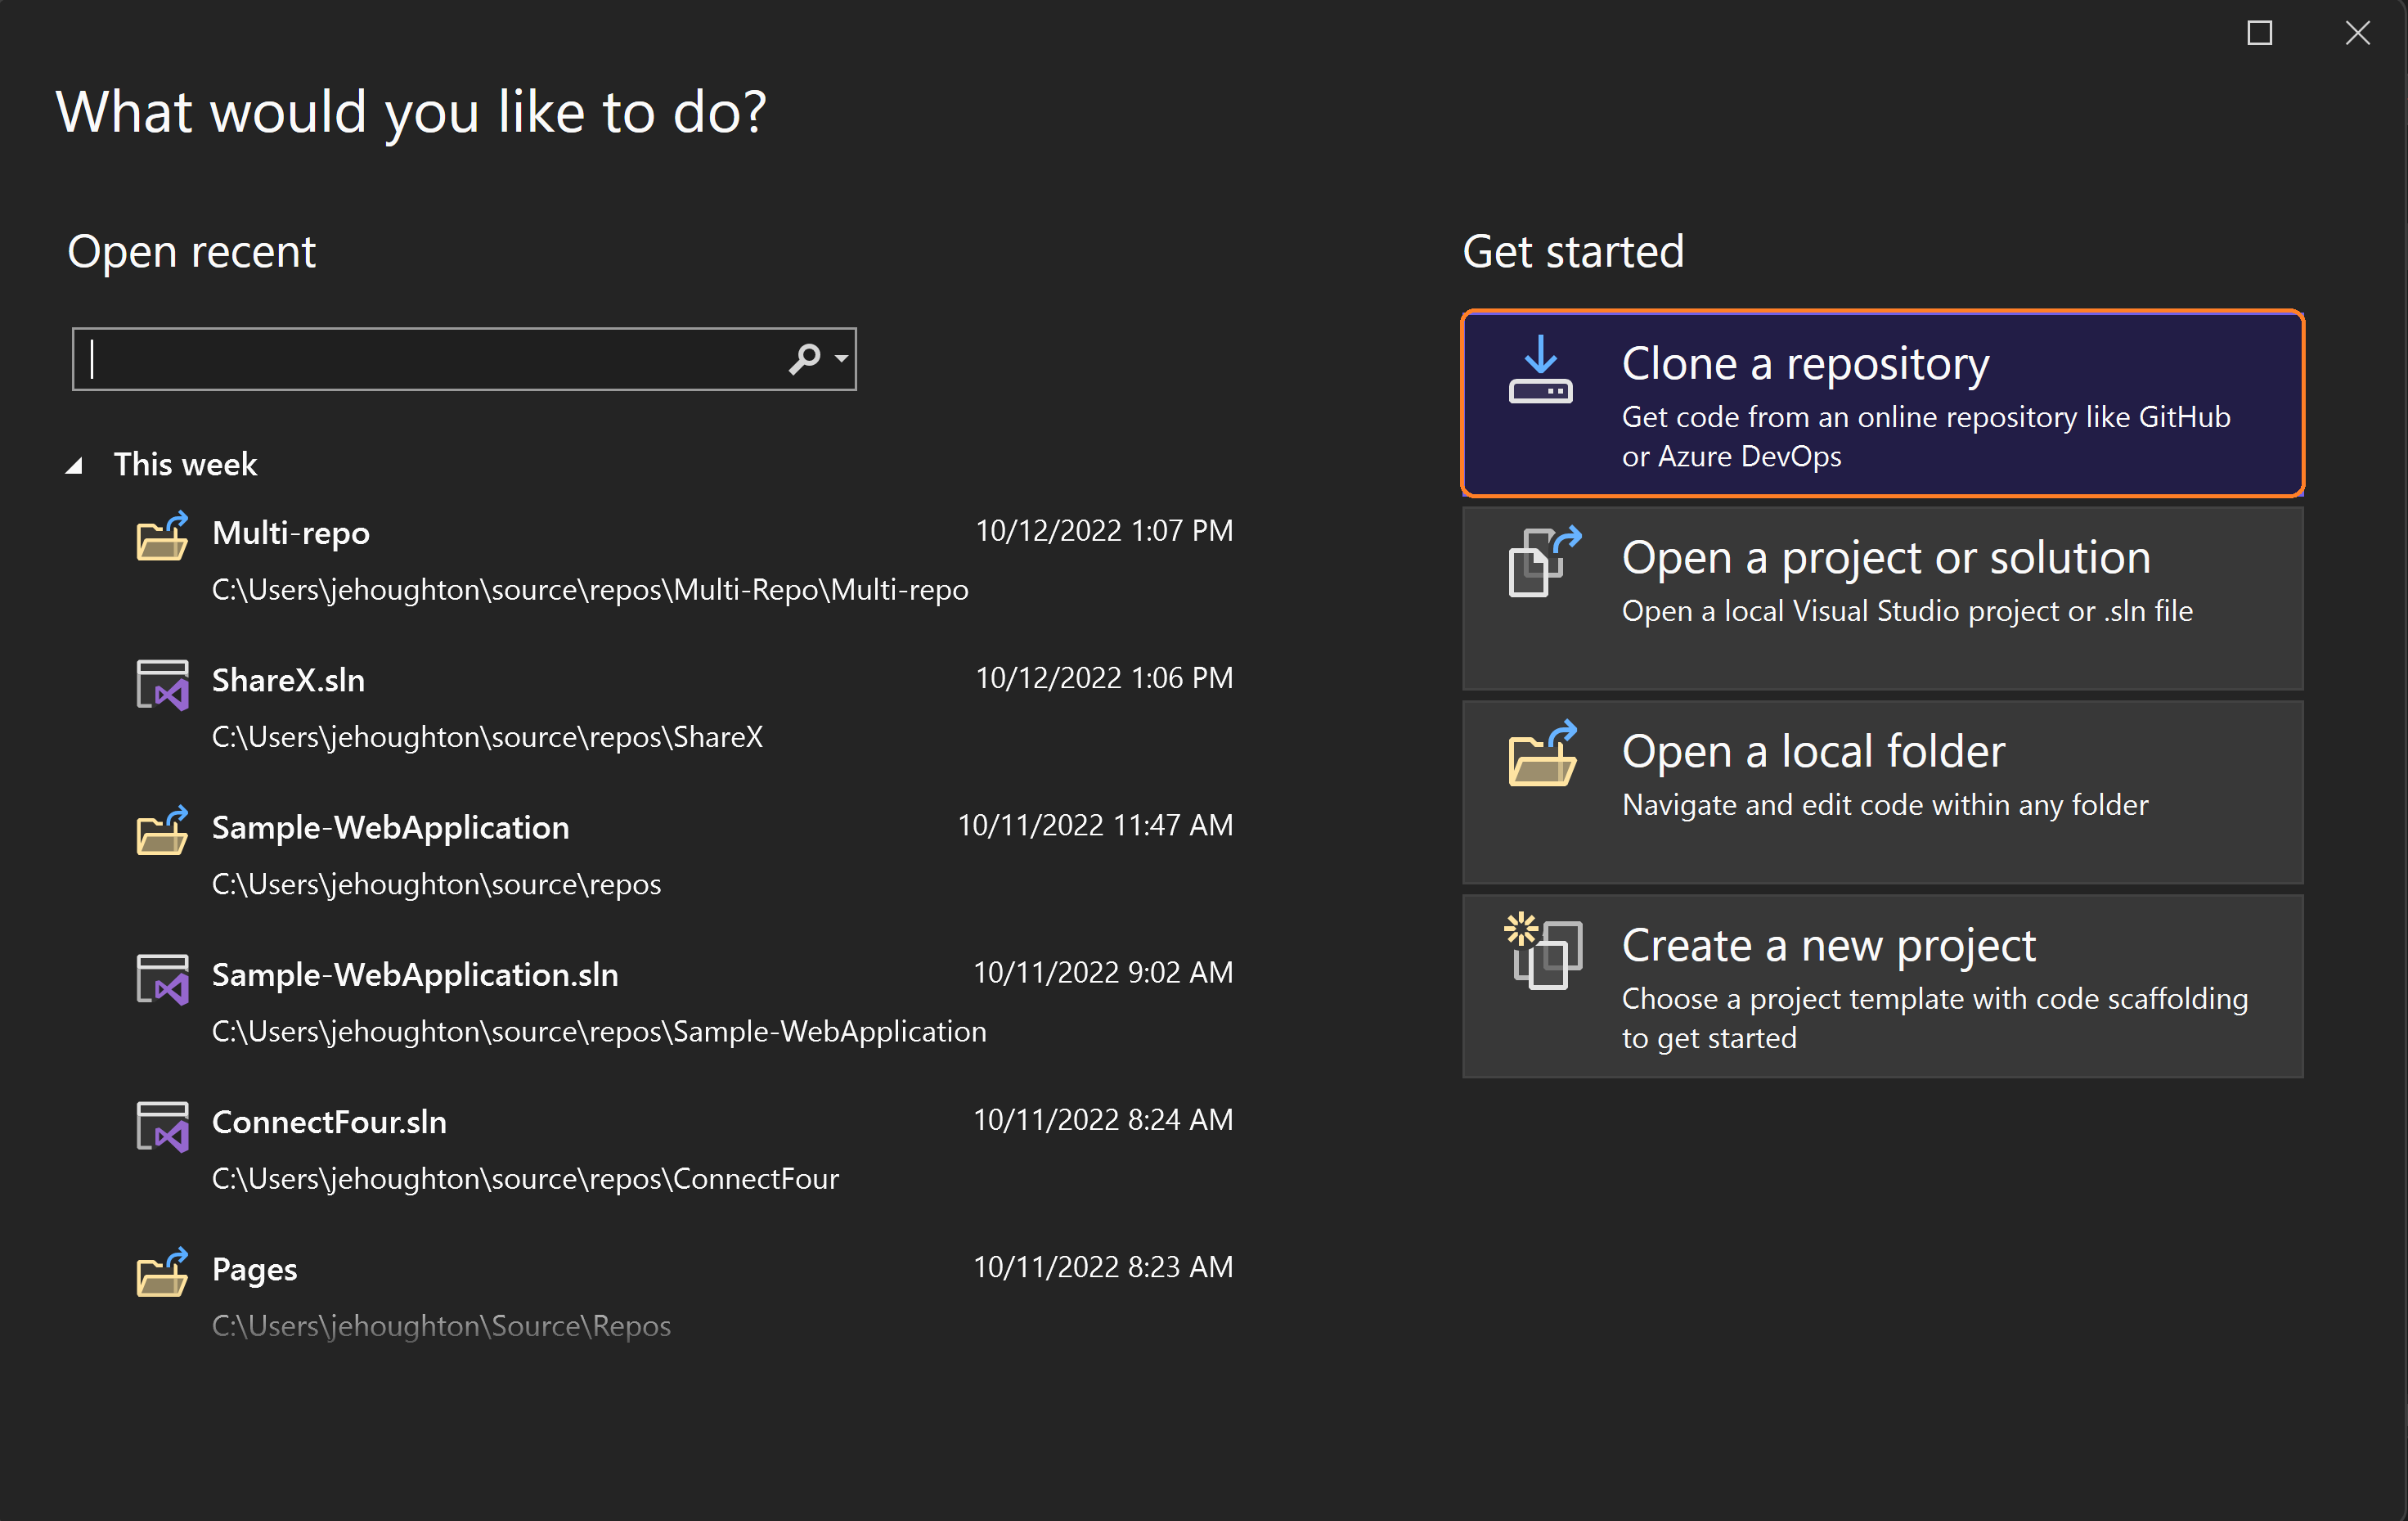 What would you like to do?
Open recent
This week
Multi-repo 10/12/2022 1:07 PM
C:\Users\jehoughton\source\repos\Multi-Repo\Multi-repo
ShareX.sln 10/12/2022 1:06 PM
C:\Users\jehoughton\source\repos\ShareX
Sample-WebApplication 10/11/2022 11:47 AM
C:\Users\jehoughton\source\repos
Sample-WebApplication.sln 10/11/2022 9:02 AM
C:\Users\jehoughton\source\repos\Sample-WebApplication
ConnectFour.sln 10/11/2022 8:24 AM
C:\Users\jehoughton\source\repos\ConnectFour
Pages 10/11/2022 8:23 AM
C:\Users\jehoughton\Source\Repos
Get started
Clone a repository
Get code from an online repository like GitHub
or Azure DevOps
Open a project or solution
Open a local Visual Studio project or .sln file
Open a local folder
Navigate and edit code within any folder
Create a new project
Choose a project template with code scaffolding
to get started